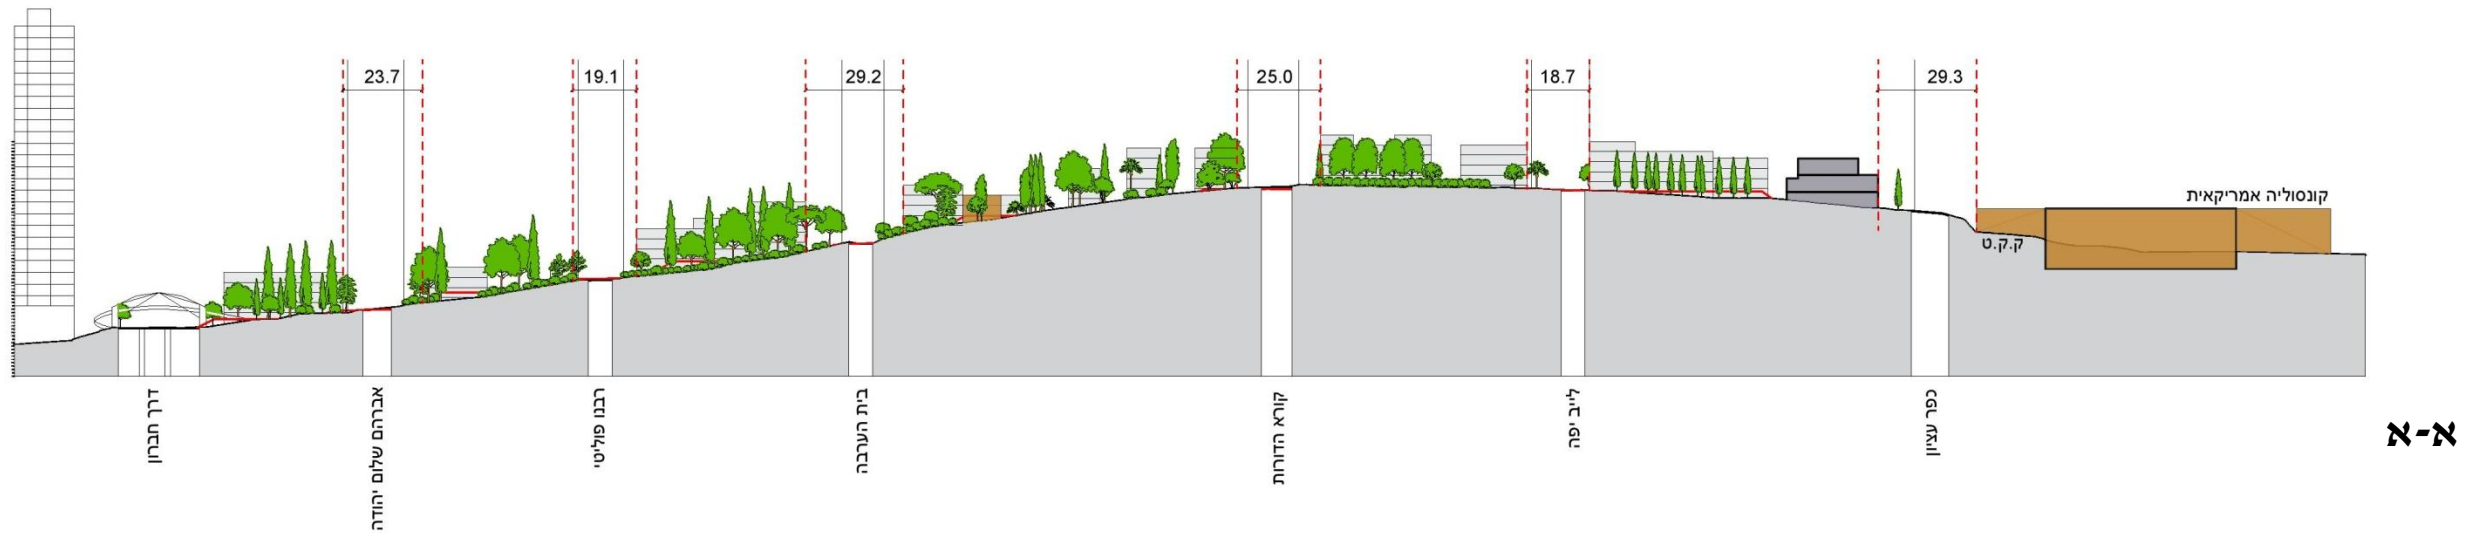 23.7
19.1
29.2
25.0
18.7
29.3
קונסוליה אמריקאית
ק.ק.ט
דרך חברון
אברהם שלום יהודה
רבנו פוליטי
בית הערבה
קורא הדורות
לייב יפה
כפר עציון
א-א